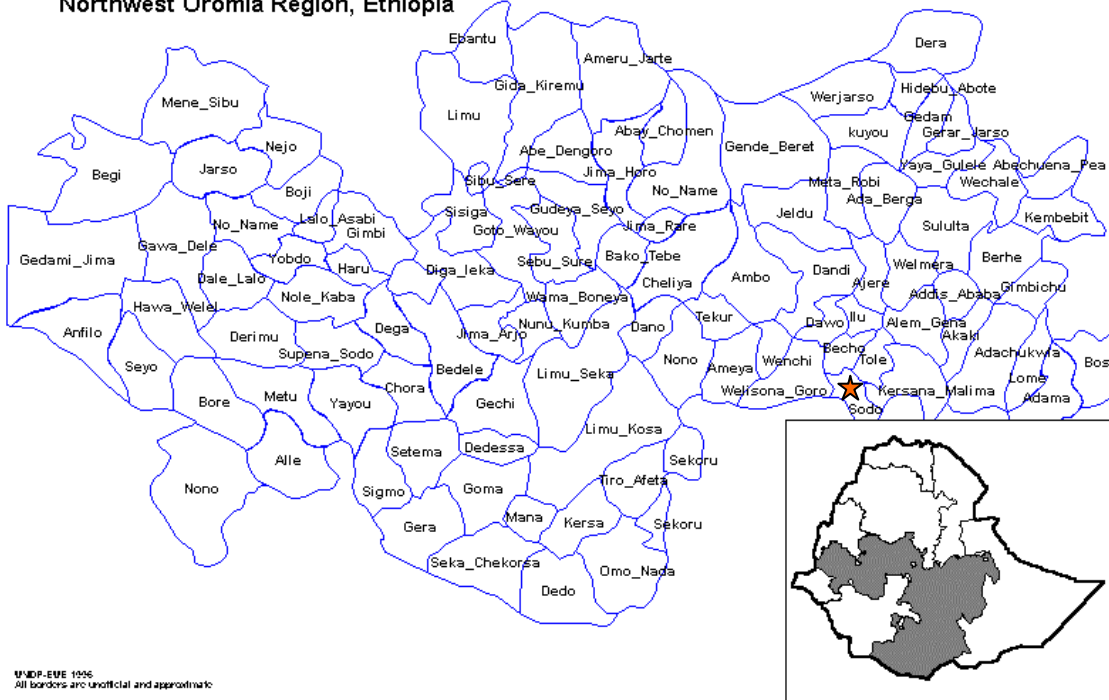 Northwest Oromia Region, Ethiopia
Dera
Ebantu
Ameru_Jarte
Gida_Kiremu
Hidebu_Abote
Mene_Sibu
Werjarso
Limu
Gedam
Abay_Chomen
kuyou
Gerar_Jarso
Nejo
Gende_Beret
Abe_Dengoro
Yaya_Gulele
Abechuena_Pea
Jarso
Jima_Horo
Begi
Sibu_Sere
Meta_Robi
Wechale
Boji
No_Name
Ada_Berga
Sisiga
Gudeya_Seyo
Jeldu
Kembebit
Lalo_Asabi
No_Name
Goto_Wayou
Jima_Rare
Sululta
Gimbi
Gawa_Dele
Gedami_Jima
Yobdo
Sebu_Sure
Bako_Tebe
Berhe
Haru
Diga_leka
Dandi
Welmera
Dale_Lalo
Ambo
Cheliya
Ajere
Gimbichu
Nole_Kaba
Wama_Boneya
Addis_Ababa
Hawa_Welel
Tekur
Ilu
Dawo
Alem_Gena
Nunu_Kumba
Dano
Dega
Anfilo
Derimu
Jima_Arjo
Akaki
Becho
Supena_Sodo
Adachukwla
Nono
Wenchi
Tole
Bos
Seyo
Ameya
Bedele
Limu_Seka
Lome
Chora
Welisona_Goro
Kersana_Malima
Metu
Adama
Bore
Yayou
Gechi
Sodo
Limu_Kosa
Dedessa
Setema
Alle
Sekoru
Tiro_Afeta
Nono
Sigmo
Goma
Mana
Kersa
Sekoru
Gera
Seka_Chekorsa
Omo_Nada
Dedo
UNDP-EUE 1996
All borders are unofficial and approximate